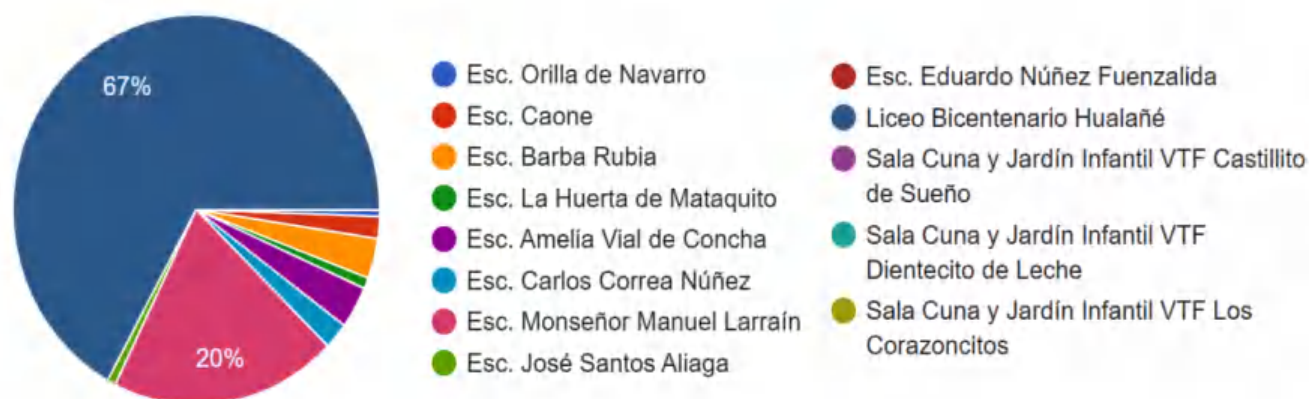 67%
20%
Esc. Orilla de Navarro
Esc. Caone
Esc. Barba Rubia
Esc. La Huerta de Mataquito
Esc. Amelia Vial de Concha
Esc. Carlos Correa Núñez
Esc. Monseñor Manuel Larraín
Esc. José Santos Aliaga
Esc. Eduardo Núñez Fuenzalida
Liceo Bicentenario Hualañé
Sala Cuna y Jardín Infantil VTF Castillito
de Sueño
Sala Cuna y Jardín Infantil VTF
Dientecito de Leche
Sala Cuna y Jardín Infantil VTF Los
Corazoncitos